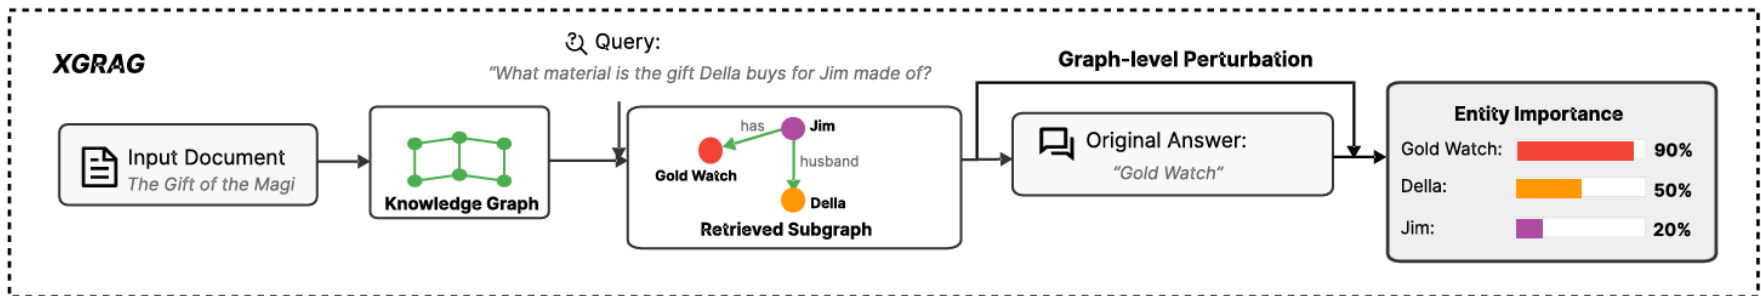 XGRAG
Query:
“What material is the gift Della buys for Jim made of?
Graph-level Perturbation
Input Document
The Gift of the Magi
Knowledge Graph
has
Jim
Gold Watch
husband
Della
Retrieved Subgraph
Original Answer:
“Gold Watch”
Entity Importance
Gold Watch: 90%
Della: 50%
Jim: 20%